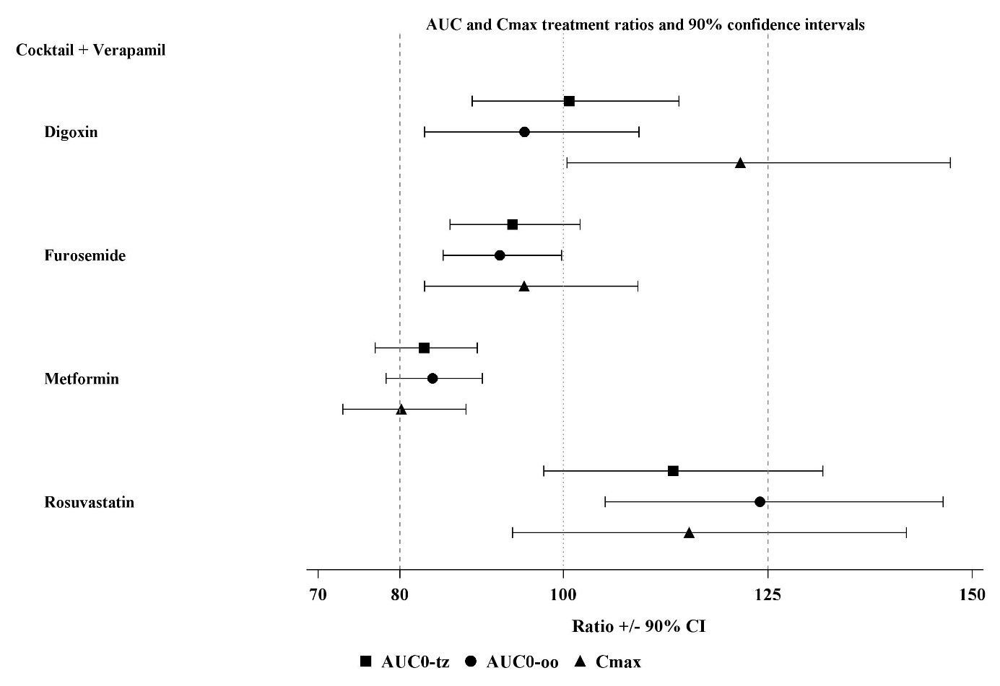 AUC and Cmax treatment ratios and 90% confidence intervals
Cocktail + Verapamil
Digoxin
Furosemide
Metformin
Rosuvastatin
70 80 100 125 150
Ratio +/- 90% CI
AUC0-tz AUC0-oo Cmax